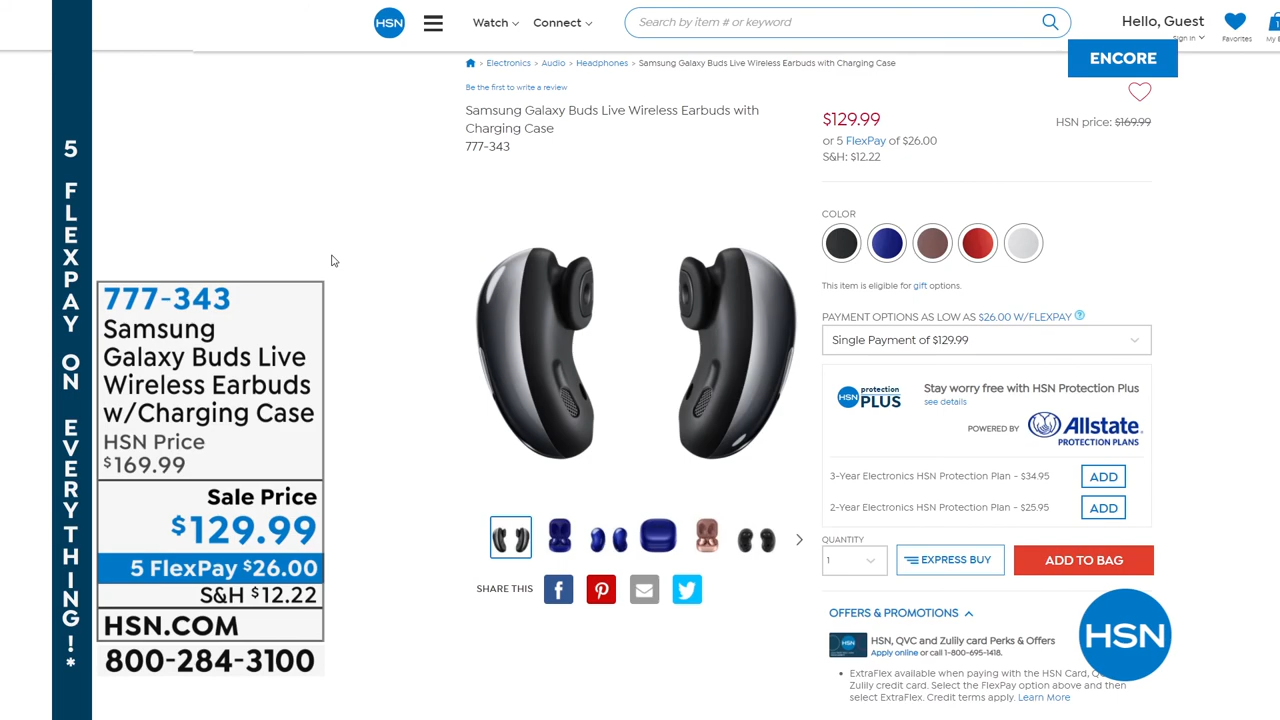 5 FLEXPAY ON EVERYTHING!*
HSN
Watch
Connect
Search by item # or keyword
Hello, Guest
Sign In
Favorites
1
ENCORE
Electronics > Audio > Headphones > Samsung Galaxy Buds Live Wireless Earbuds with Charging Case
Be the first to write a review
Samsung Galaxy Buds Live Wireless Earbuds with
Charging Case
777-343
$129.99
HSN price: $169.99
or 5 FlexPay of $26.00
S&H: $12.22
COLOR
This item is eligible for gift options.
PAYMENT OPTIONS AS LOW AS $26.00 W/FLEXPAY ?
Single Payment of $129.99
HSN protection PLUS
Stay worry free with HSN Protection Plus
see details
POWERED BY Allstate.
PROTECTION PLANS
3-Year Electronics HSN Protection Plan - $34.95 ADD
2-Year Electronics HSN Protection Plan - $25.95 ADD
QUANTITY
1
EXPRESS BUY
ADD TO BAG
SHARE THIS
OFFERS & PROMOTIONS
HSN, QVC and Zulily card Perks & Offers
Apply online or call 1-800-695-1418.
• ExtraFlex available when paying with the HSN Card,
Zulily credit card. Select the FlexPay option above and then
select ExtraFlex. Credit terms apply. Learn More
HSN
777-343
Samsung
Galaxy Buds Live
Wireless Earbuds
w/Charging Case
HSN Price
$169.99
Sale Price
$129.99
5 FlexPay $26.00
S&H $12.22
HSN.COM
800-284-3100